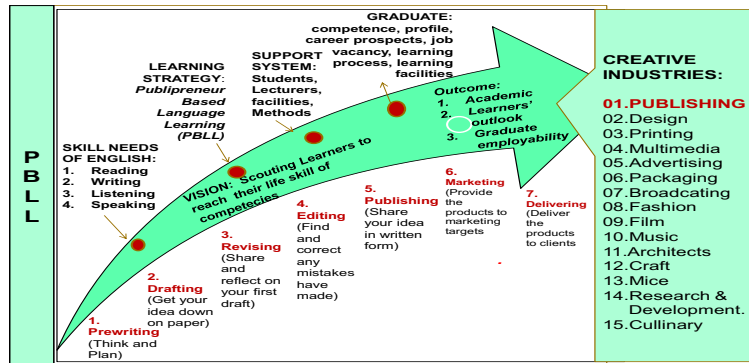 PBLL
SKILL NEEDS
OF ENGLISH:
1. Reading
2. Writing
3. Listening
4. Speaking
LEARNING
STRATEGY:
Publipreneur
Based
Language
Learning
(PBLL)
SUPPORT
SYSTEM:
Students,
Lecturers,
facilities,
Methods
GRADUATE:
competence, profile,
career prospects, job
vacancy, learning
process, learning
facilities
Outcome:
1. Academic
2. Learners'
outlook
3. Graduate
employability
VISION: Scouting Learners to
reach their life skill of
competecies
1.
Prewriting
(Think and
Plan)
2.
Drafting
(Get your
idea down
on paper)
3.
Revising
(Share
and
reflect on
your first
draft)
4.
Editing
(Find
and
correct
any
mistakes
have
made)
5.
Publishing
(Share
your idea
in written
form)
6.
Marketing
(Provide
the
products to
marketing
targets
7.
Delivering
(Deliver
the
products
to clients
CREATIVE
INDUSTRIES:
01.PUBLISHING
02.Design
03.Printing
04.Multimedia
05.Advertising
06.Packaging
07.Broadcating
08.Fashion
09.Film
10.Music
11.Architects
12.Craft
13.Mice
14.Research &
Development.
15.Cullinary